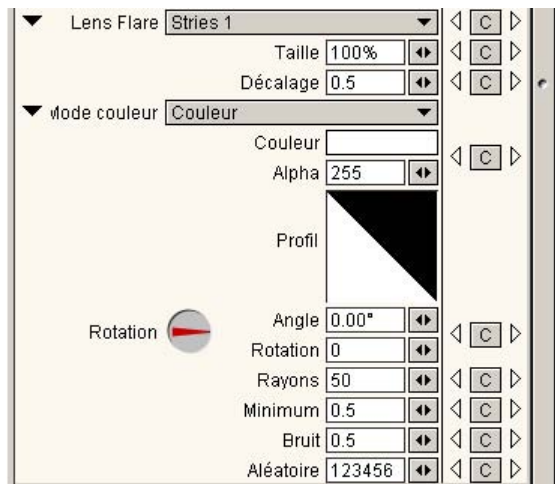 Lens Flare Stries 1 C
Taille 100% C
Décalage 0.5 C
Mode couleur Couleur
Couleur
C
Alpha 255
Profil
Angle 0.00°
Rotation C
Rotation 0
Rayons 50 C
Minimum 0.5 C
Bruit 0.5 C
Aléatoire 123456 C